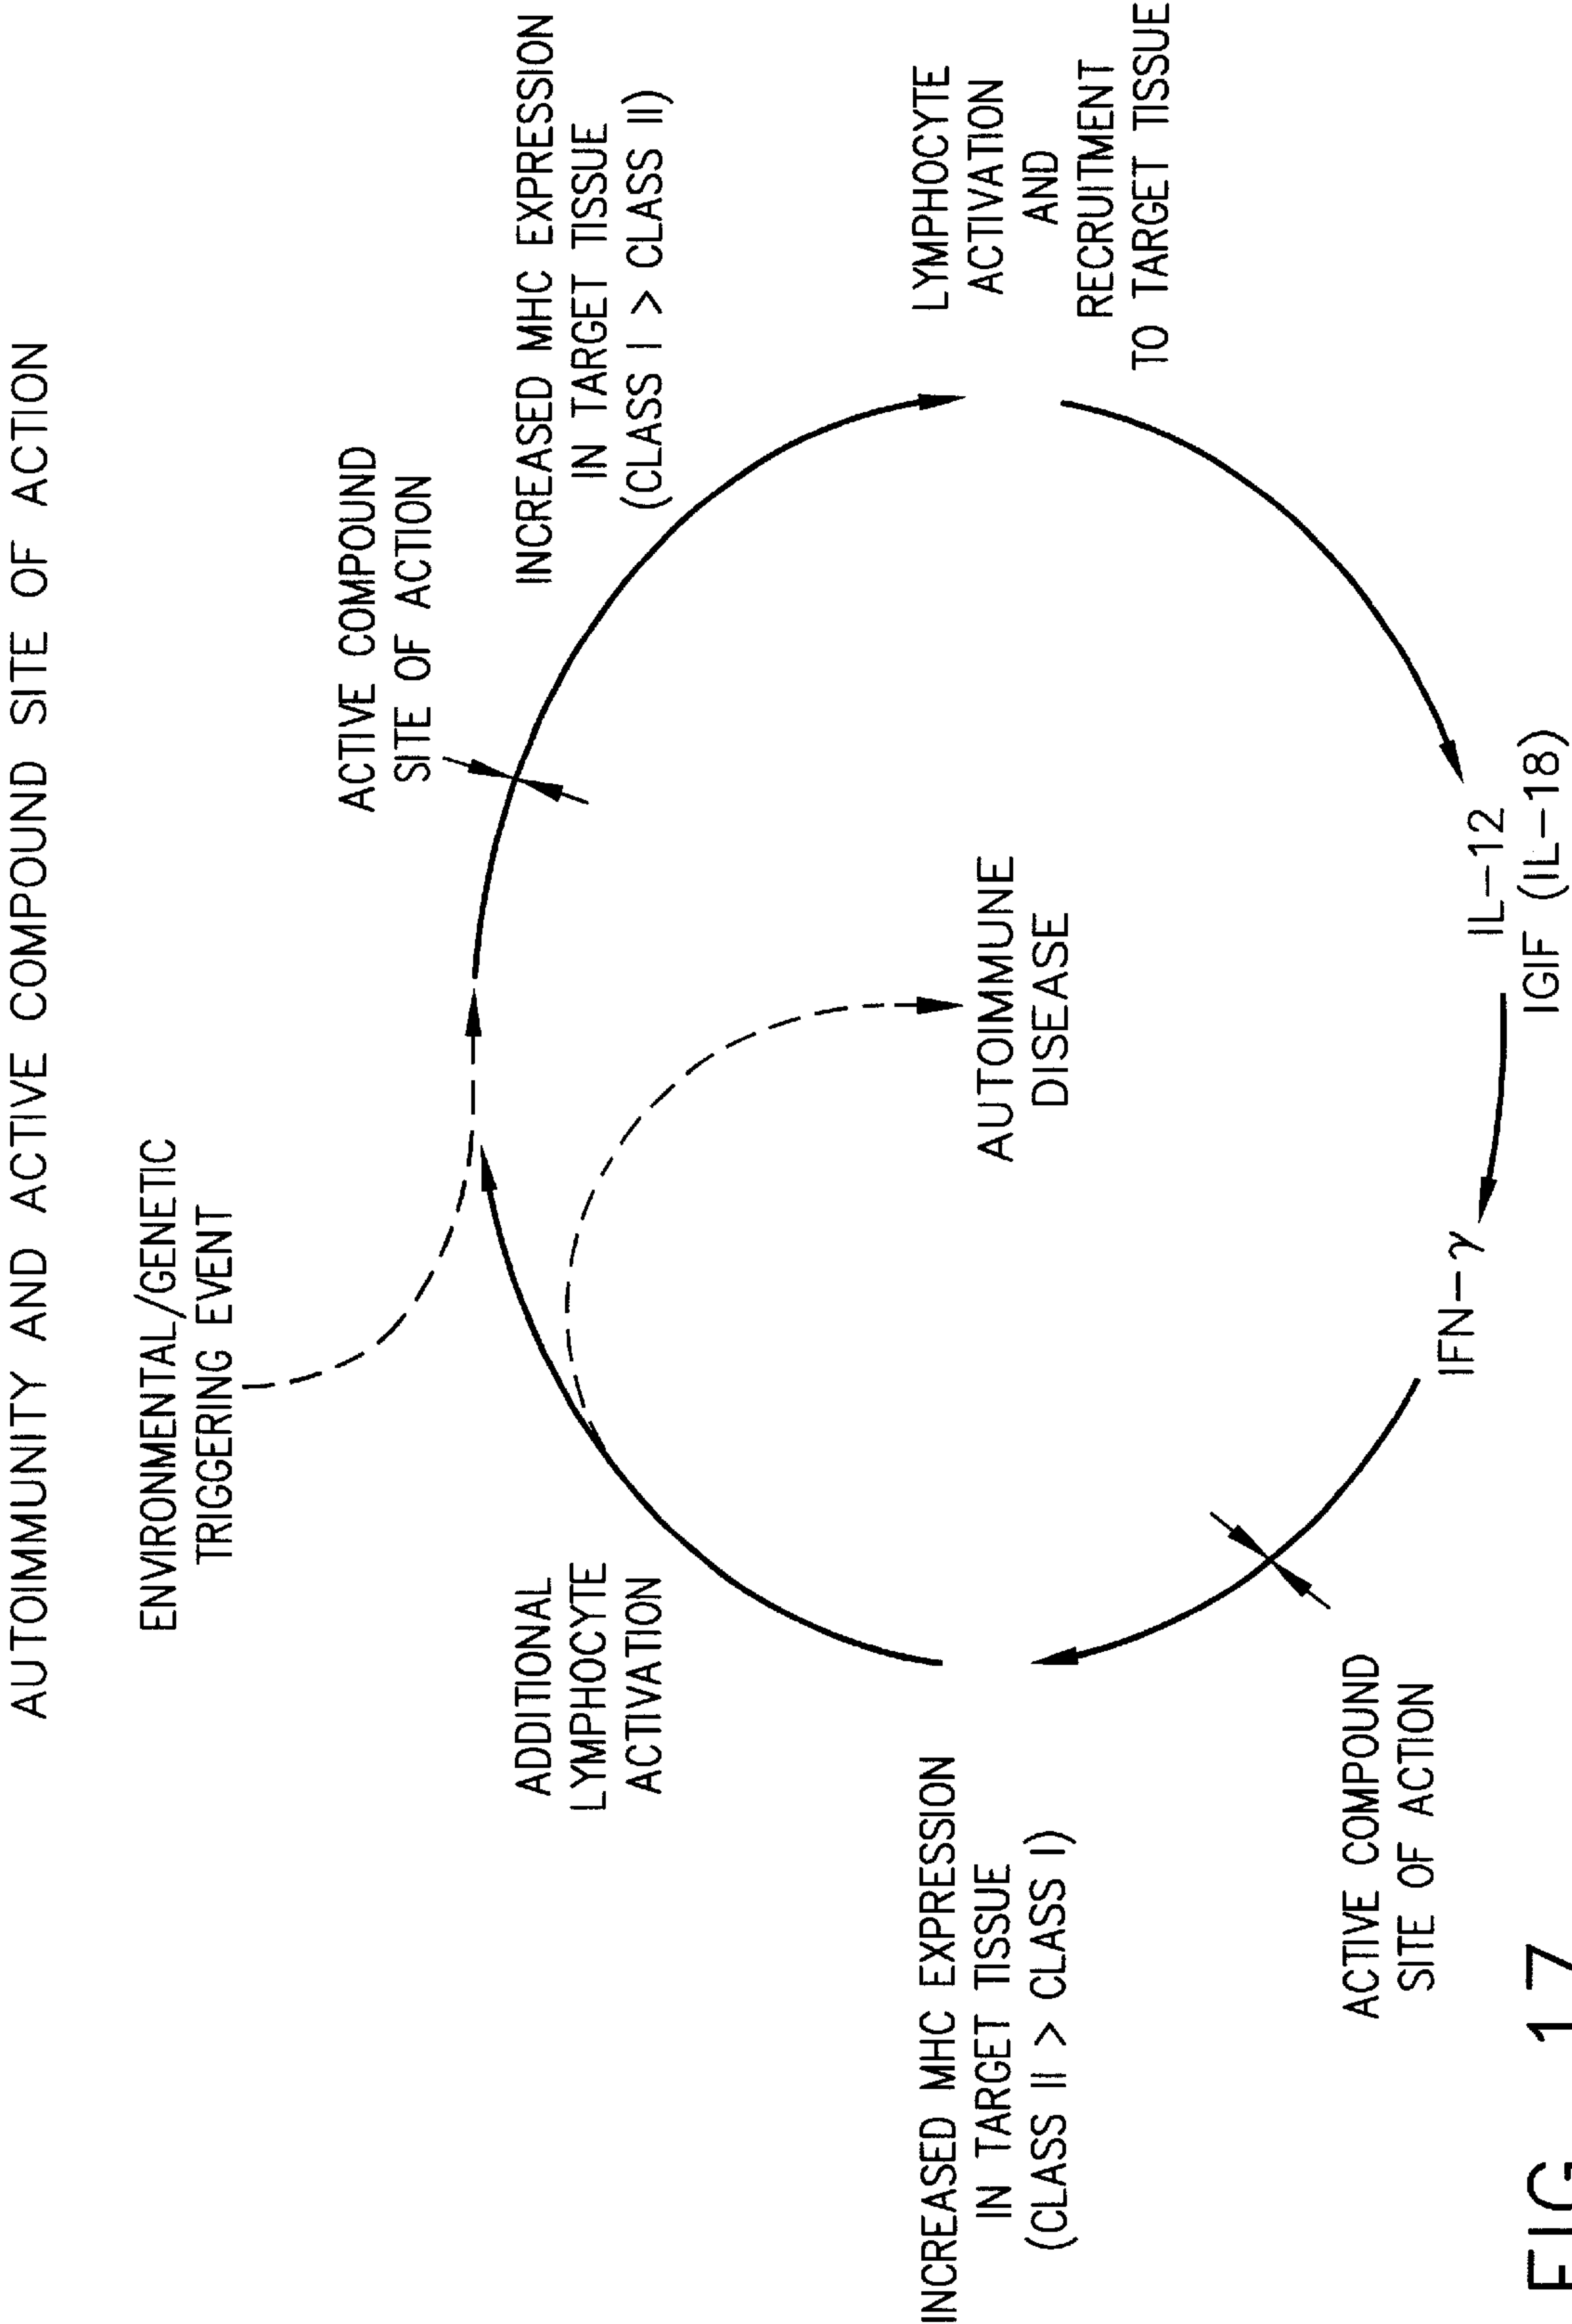 AUTOIMMUNITY AND ACTIVE COMPOUND SITE OF ACTION
ENVIRONMENTAL/GENETIC
TRIGGERING EVENT
ACTIVE COMPOUND
SITE OF ACTION
INCREASED MHC EXPRESSION
IN TARGET TISSUE
(CLASS I > CLASS II)
LYMPHOCYTE
ACTIVATION
AND
RECRUITMENT
TO TARGET TISSUE
IL-12
IGIF (IL-18)
IFN-γ
ACTIVE COMPOUND
SITE OF ACTION
INCREASED MHC EXPRESSION
IN TARGET TISSUE
(CLASS II > CLASS I)
ADDITIONAL
LYMPHOCYTE
ACTIVATION
AUTOIMMUNE
DISEASE
FIG. 17